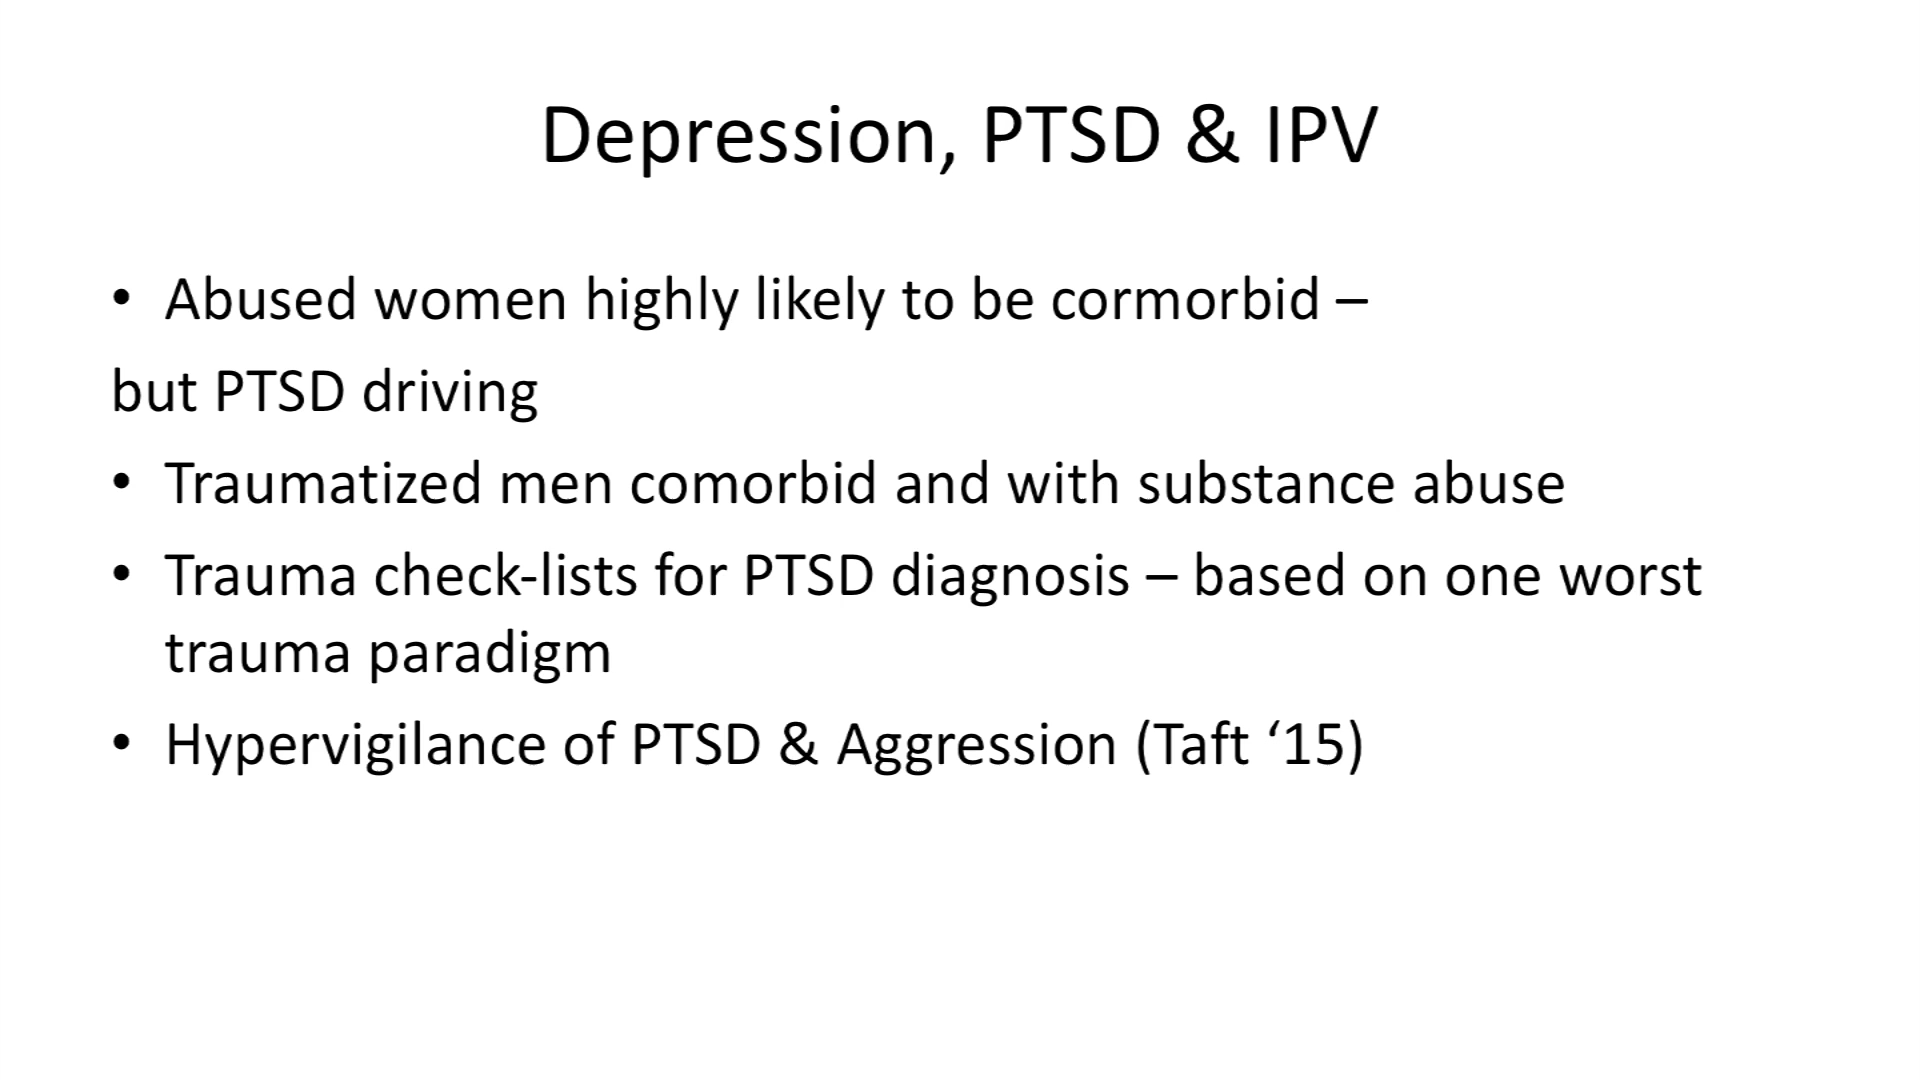 Depression, PTSD & IPV
• Abused women highly likely to be cormorbid –
but PTSD driving
• Traumatized men comorbid and with substance abuse
• Trauma check-lists for PTSD diagnosis – based on one worst
trauma paradigm
• Hypervigilance of PTSD & Aggression (Taft ‘15)